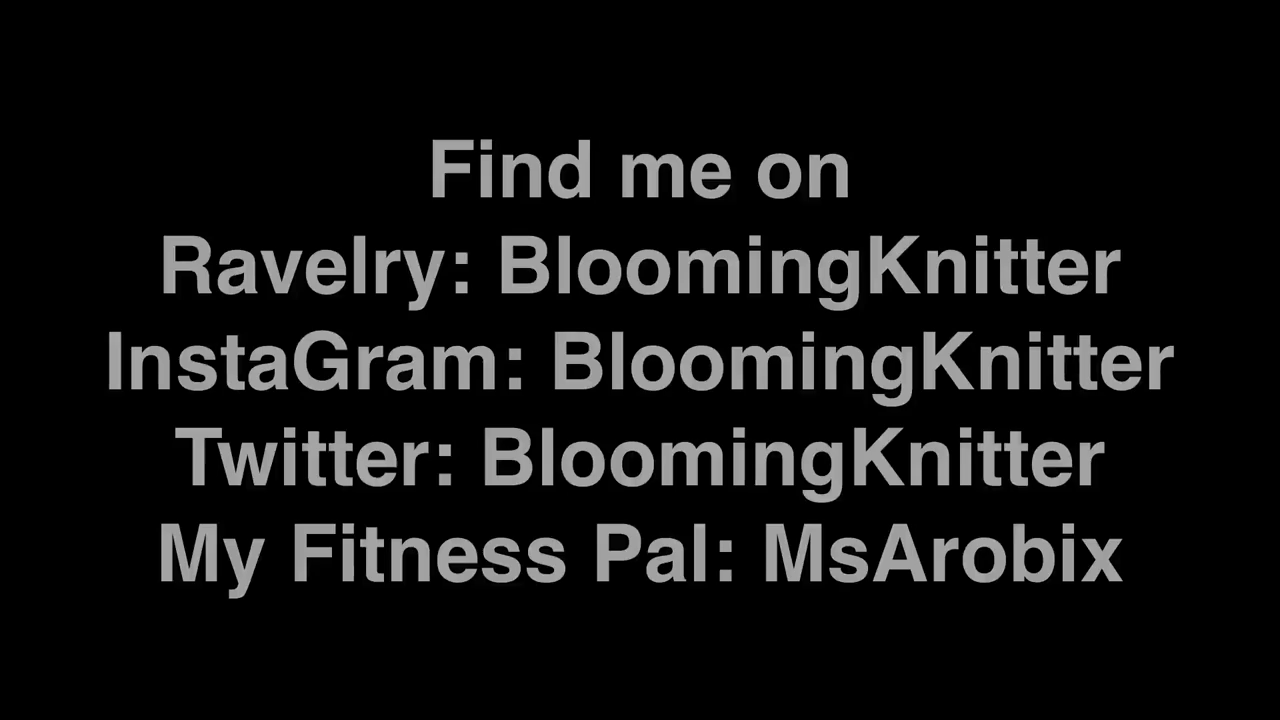 Find me on
Ravelry: BloomingKnitter
InstaGram: BloomingKnitter
Twitter: BloomingKnitter
My Fitness Pal: MsArobix